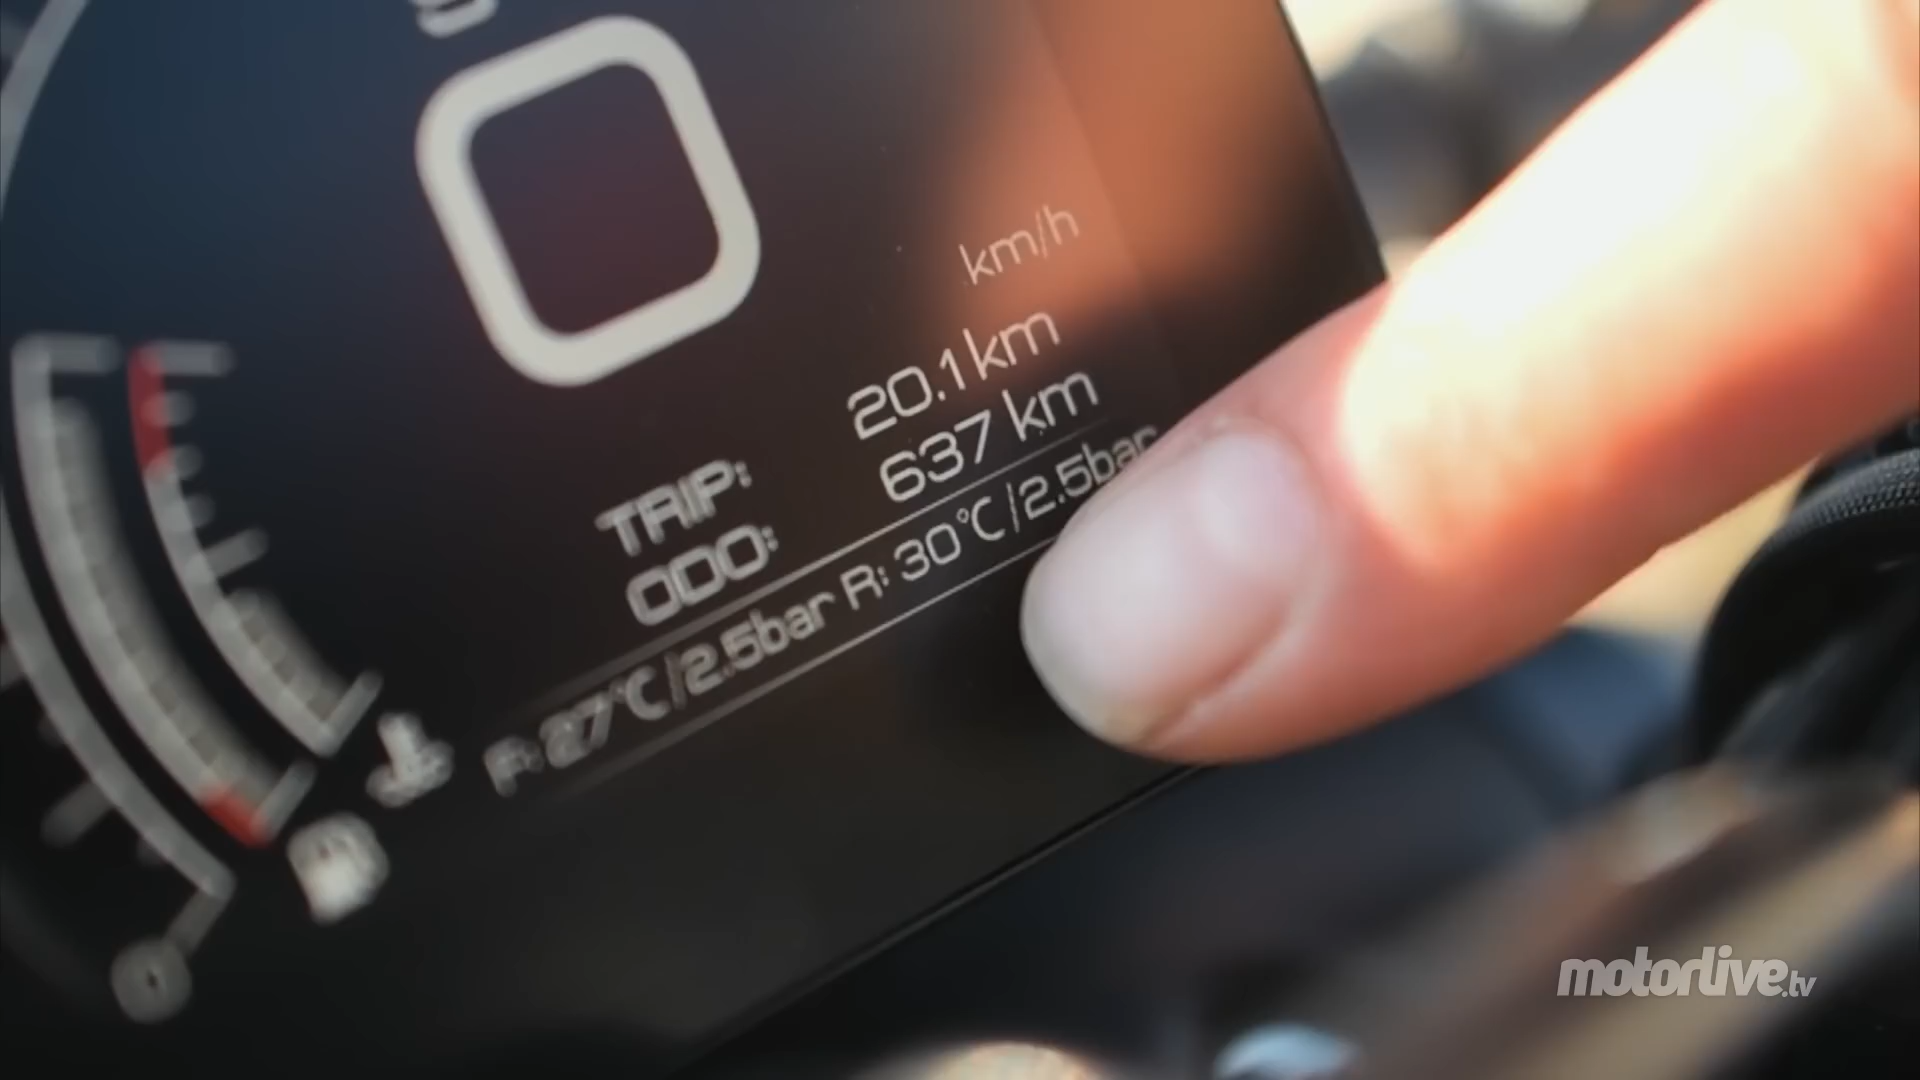 0
km/h
TRIP: 20.1 km
ODO: 637 km
F: 27°C/2.5bar R: 30°C/2.5bar
motorlive.tv